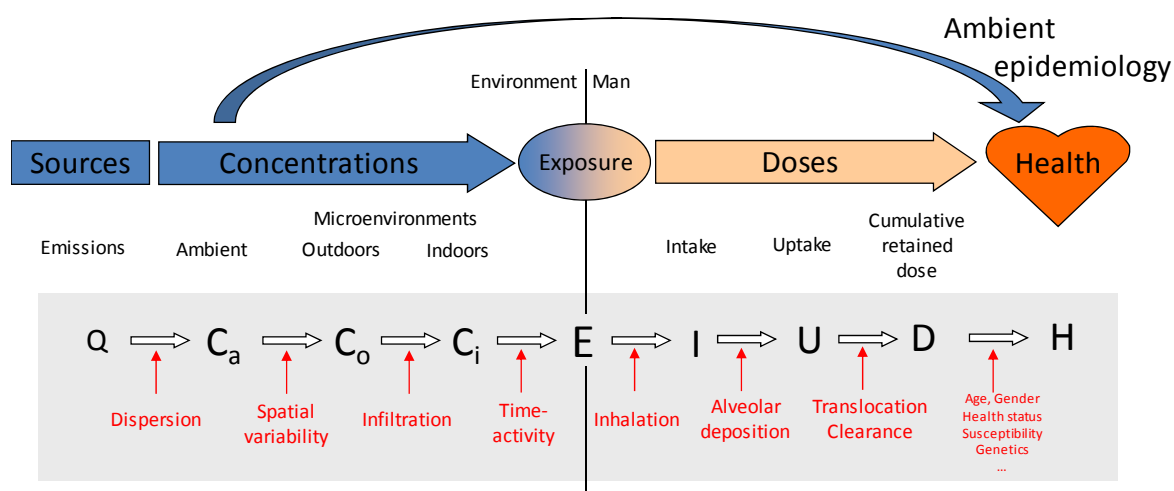 Ambient
epidemiology
Environment Man
Sources
Concentrations
Exposure
Doses
Health
Microenvironments
Emissions
Ambient
Outdoors
Indoors
Intake
Uptake
Cumulative
retained
dose
Q Ca Co Ci E I U D H
Dispersion
Spatial
variability
Infiltration
Time-
activity
Inhalation
Alveolar
deposition
Translocation
Clearance
Age, Gender
Health status
Susceptibility
Genetics
...